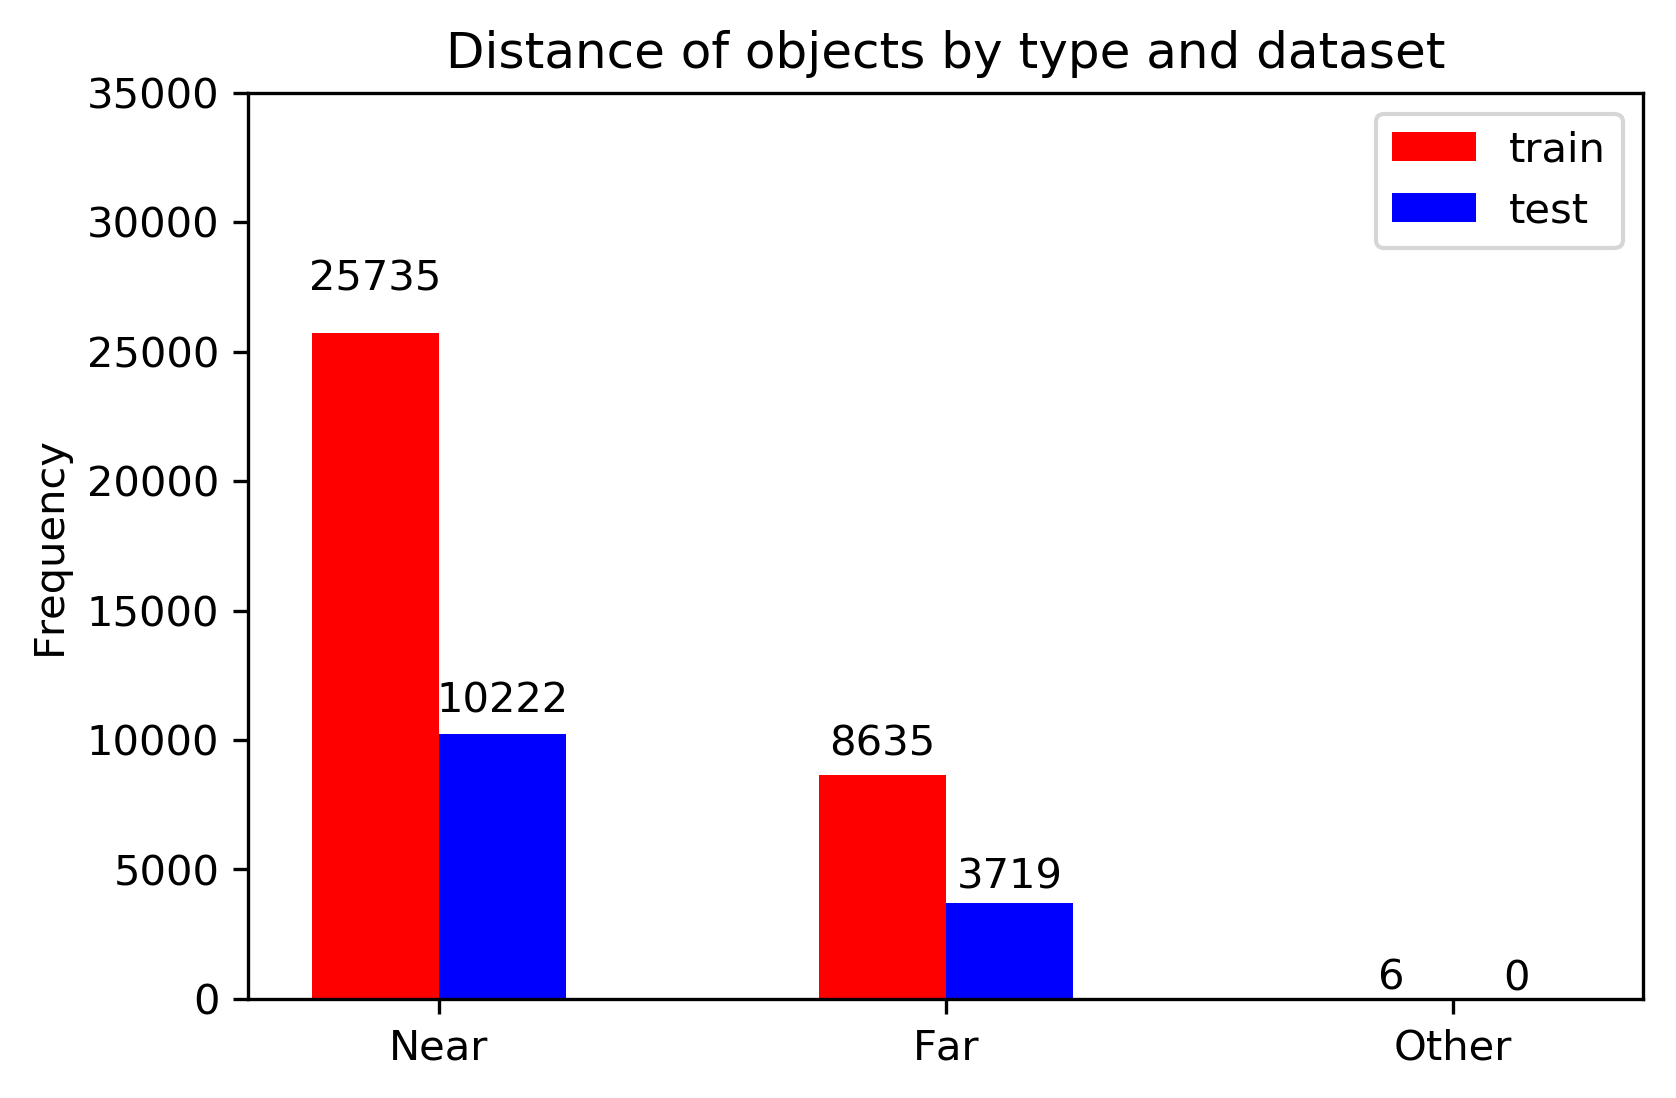 Distance of objects by type and dataset
35000
30000
25000
20000
15000
10000
5000
0
Frequency
train
test
25735
10222
8635
3719
6
0
Near
Far
Other